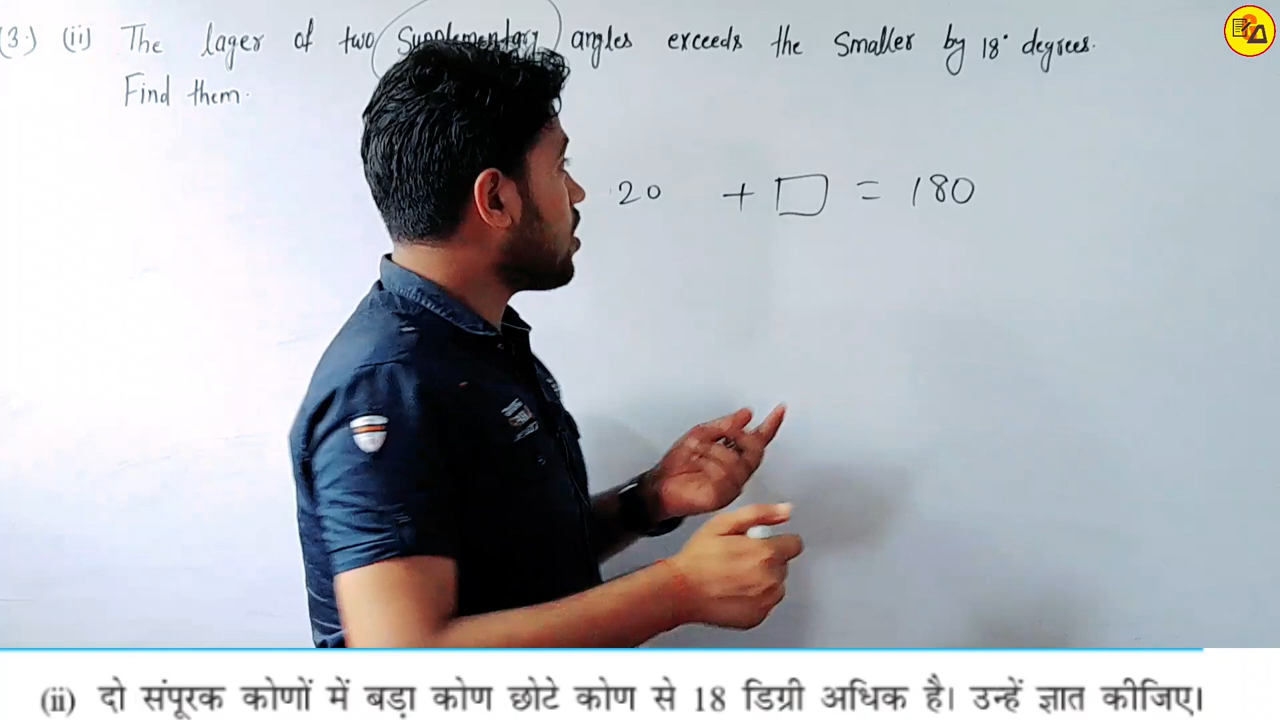 (3.) (ii) The lager of two Supplementary angles exceeds the Smaller by 18° degrees.
Find them.
20 + □ = 180
(ii) दो संपूरक कोणों में बड़ा कोण छोटे कोण से 18 डिग्री अधिक है। उन्हें ज्ञात कीजिए।